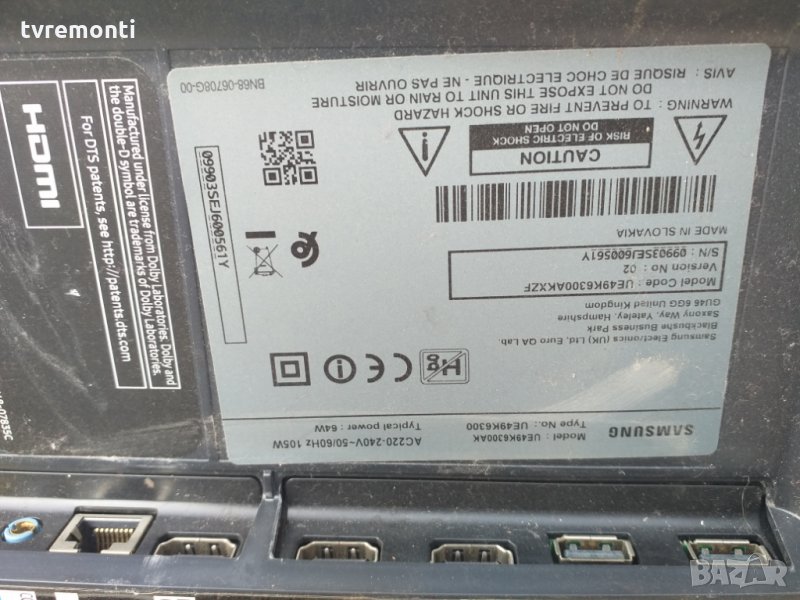 tvremonti
SAMSUNG
Model : UE49K6300AK
Type No.: UE49K6300
AC220-240V~50/60Hz 105W
Typical power : 64W
Hg
CE
Samsung Electronics (UK) Ltd, Euro QA Lab
Blackbushe Business Park
Saxony Way, Yateley, Hampshire
GU46 6GG United Kingdom
Model Code : UE49K6300AKXZF
Version No : 02
S/N : 09903SEJ600561Y
MADE IN SLOVAKIA
09903SEJ600561Y
CAUTION
RISK OF ELECTRIC SHOCK
DO NOT OPEN
WARNING : TO PREVENT FIRE OR SHOCK HAZARD
DO NOT EXPOSE THIS UNIT TO RAIN OR MOISTURE
AVIS : RISQUE DE CHOC ELECTRIQUE - NE PAS OUVRIR
BN68-06708G-00
Manufactured under license from Dolby Laboratories. Dolby and
the double-D symbol are trademarks of Dolby Laboratories.
For DTS patents, see http://patents.dts.com
HDMI
07835C
BAZAR